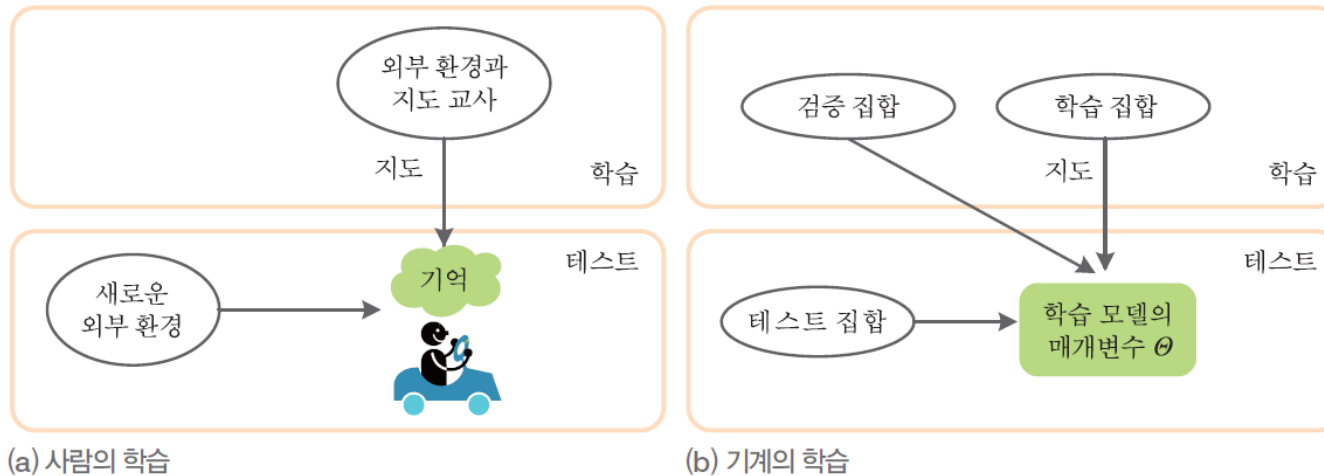 외부 환경과
지도 교사
지도
학습
새로운
외부 환경
기억
테스트
(a) 사람의 학습
검증 집합
학습 집합
지도
학습
테스트 집합
학습 모델의
매개변수 Θ
테스트
(b) 기계의 학습